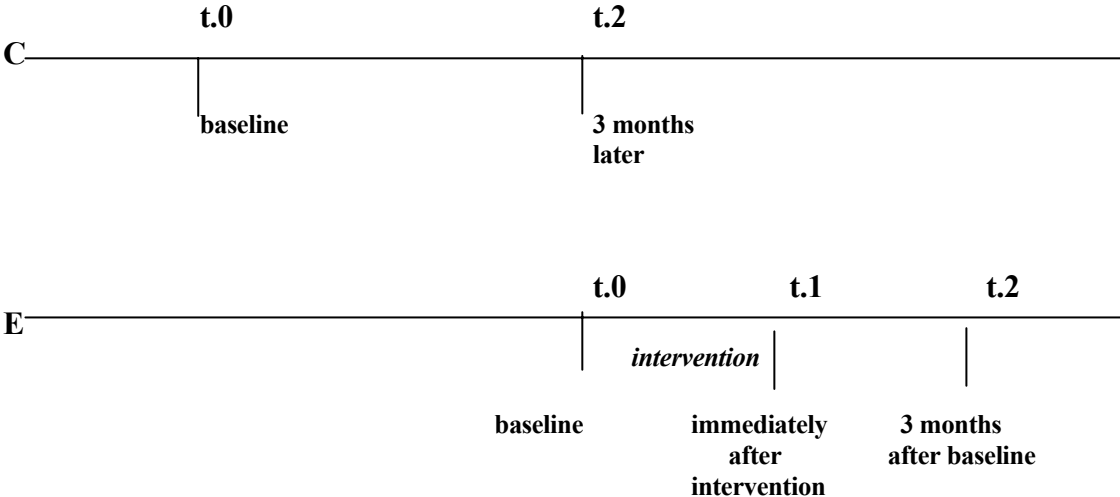 t.0 t.2
C
baseline 3 months
later
t.0 t.1 t.2
E
intervention
baseline immediately 3 months
after after baseline
intervention